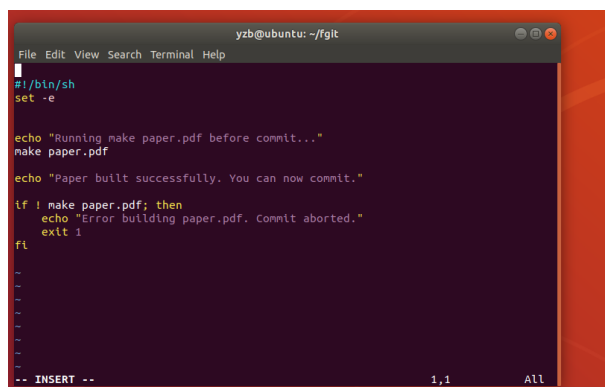 yzb@ubuntu: ~/fgit
File Edit View Search Terminal Help
#!/bin/sh
set -e
echo "Running make paper.pdf before commit..."
make paper.pdf
echo "Paper built successfully. You can now commit."
if ! make paper.pdf; then
echo "Error building paper.pdf. Commit aborted."
exit 1
fi
~
~
~
~
~
~
~
-- INSERT -- 1,1 All